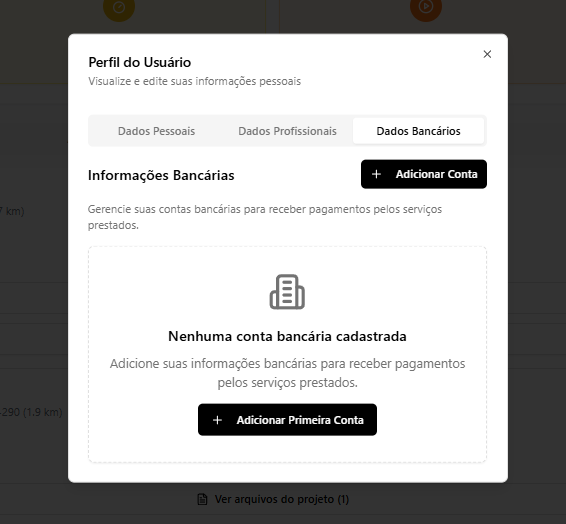 Perfil do Usuário
Visualize e edite suas informações pessoais
Dados Pessoais
Dados Profissionais
Dados Bancários
Informações Bancárias
+ Adicionar Conta
Gerencie suas contas bancárias para receber pagamentos pelos serviços
prestados.
7 km)
Nenhuma conta bancária cadastrada
Adicione suas informações bancárias para receber pagamentos
pelos serviços prestados.
-290 (1.9 km)
+ Adicionar Primeira Conta
Ver arquivos do projeto (1)